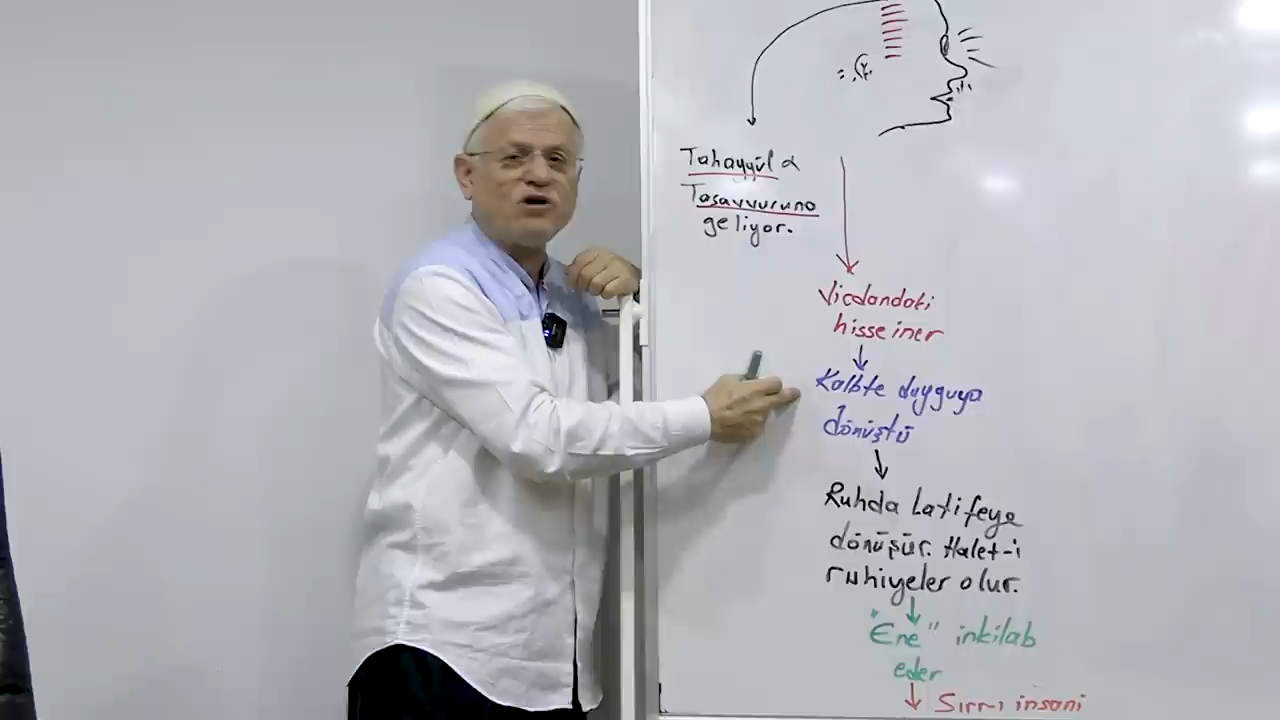 Tahayyül &
Tasavvuruna
geliyor.
Vicdandaki
hisse iner
Kalbte duyguya
dönüştü
Ruhda Latifeye
dönüşür. Halet-i
ruhiyeler olur.
"Ene" inkilab
eder
Sırr-ı insani